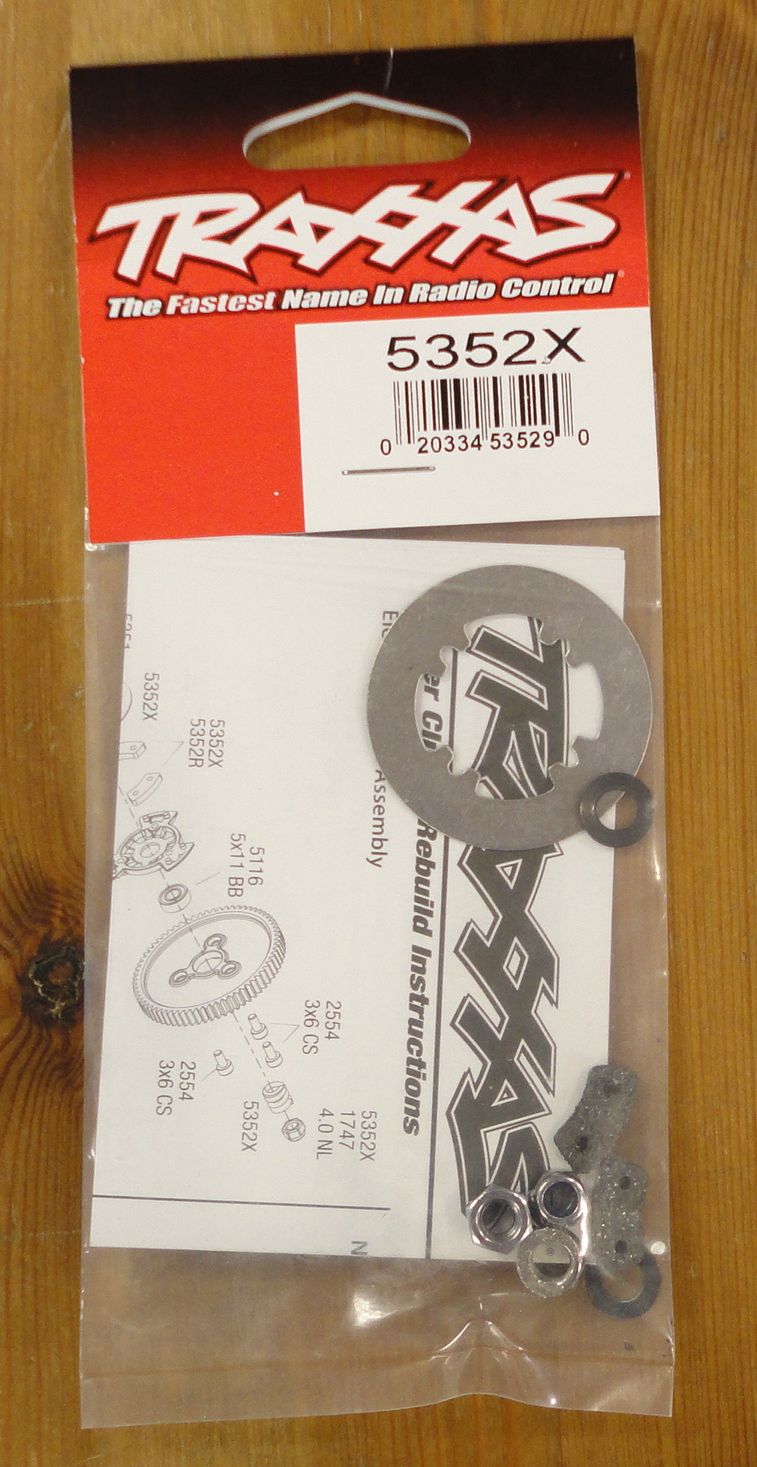 TRAXXAS
The Fastest Name In Radio Control
5352X
0 20334 53529 0
TRAXXAS
Rebuild Instructions
Assembly
5352X
5352X
5352R
5116
5x11 BB
2554
3x6 CS
2554
3x6 CS
5352X
5352X
1747
4.0 NL
N